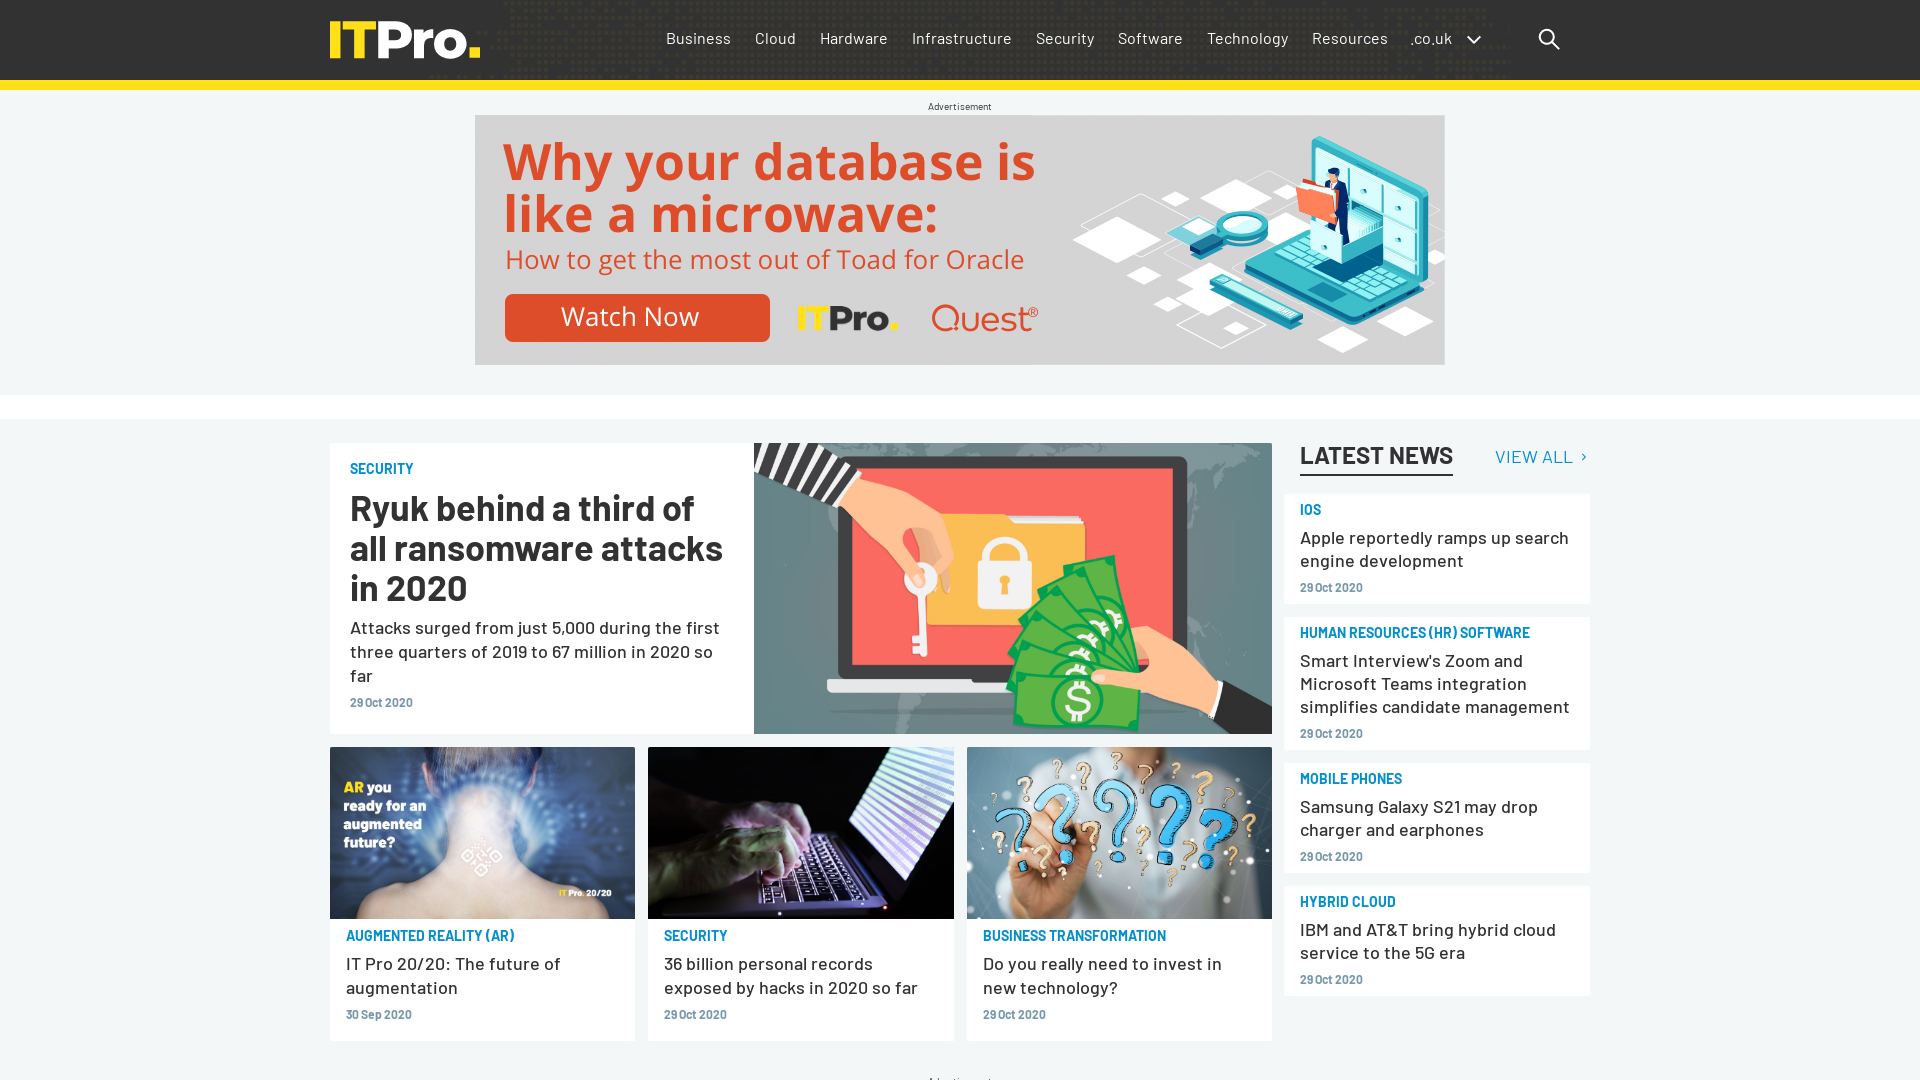 ITPro.
Business Cloud Hardware Infrastructure Security Software Technology Resources .co.uk
Advertisement
Why your database is
like a microwave:
How to get the most out of Toad for Oracle
Watch Now
ITPro.
Quest®
SECURITY
Ryuk behind a third of
all ransomware attacks
in 2020
Attacks surged from just 5,000 during the first
three quarters of 2019 to 67 million in 2020 so
far
29 Oct 2020
AR you
ready for an
augmented
future?
IT Pro. 20/20
AUGMENTED REALITY (AR)
IT Pro 20/20: The future of
augmentation
30 Sep 2020
SECURITY
36 billion personal records
exposed by hacks in 2020 so far
29 Oct 2020
BUSINESS TRANSFORMATION
Do you really need to invest in
new technology?
29 Oct 2020
LATEST NEWS
VIEW ALL
IOS
Apple reportedly ramps up search
engine development
29 Oct 2020
HUMAN RESOURCES (HR) SOFTWARE
Smart Interview's Zoom and
Microsoft Teams integration
simplifies candidate management
29 Oct 2020
MOBILE PHONES
Samsung Galaxy S21 may drop
charger and earphones
29 Oct 2020
HYBRID CLOUD
IBM and AT&T bring hybrid cloud
service to the 5G era
29 Oct 2020